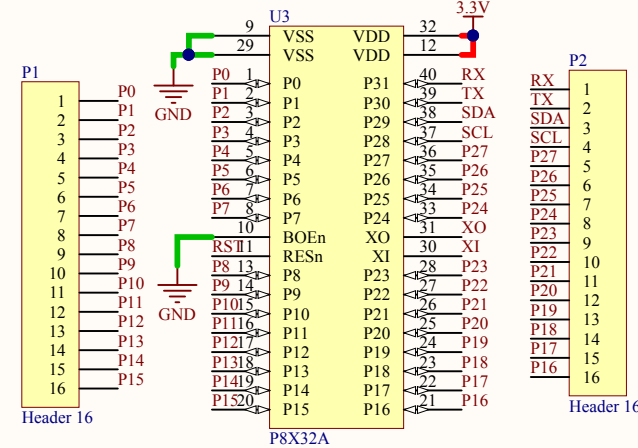 P1
1 P0
2 P1
3 P2
4 P3
5 P4
6 P5
7 P6
8 P7
9 P8
10 P9
11 P10
12 P11
13 P12
14 P13
15 P14
16 P15
Header 16
U3
3.3V
9 VSS VDD 32
29 VSS VDD 12
GND
P0 1 P0 P31 40 RX
P1 2 P1 P30 39 TX
P2 3 P2 P29 38 SDA
P3 4 P3 P28 37 SCL
P4 5 P4 P27 36 P27
P5 6 P5 P26 35 P26
P6 7 P6 P25 34 P25
P7 8 P7 P24 33 P24
10 BOEn XO 31 XO
RST 11 RESn XI 30 XI
P8 13 P8 P23 28 P23
P9 14 P9 P22 27 P22
GND
P10 15 P10 P21 26 P21
P11 16 P11 P20 25 P20
P12 17 P12 P19 24 P19
P13 18 P13 P18 23 P18
P14 19 P14 P17 22 P17
P15 20 P15 P16 21 P16
P8X32A
P2
RX 1
TX 2
SDA 3
SCL 4
P27 5
P26 6
P25 7
P24 8
P23 9
P22 10
P21 11
P20 12
P19 13
P18 14
P17 15
P16 16
Header 16